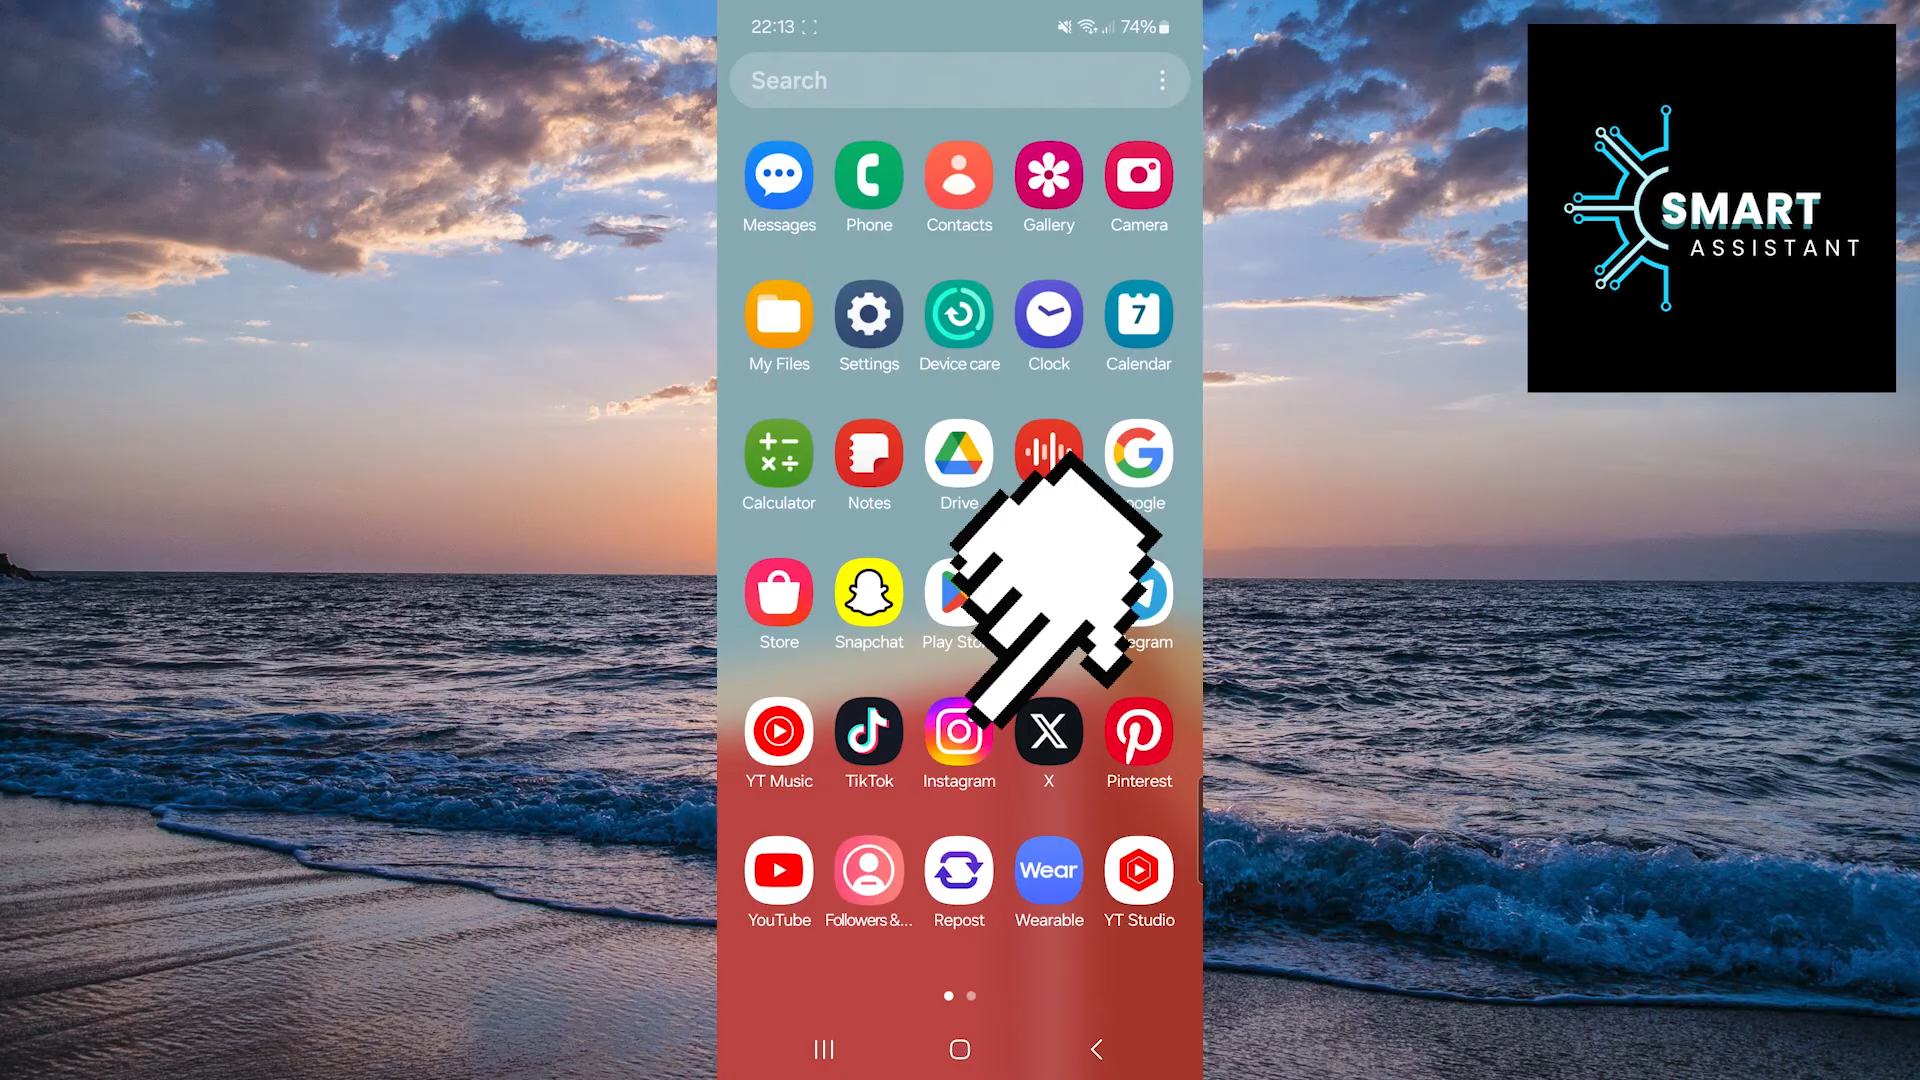 22:13
74%
Search
SMART
ASSISTANT
Messages Phone Contacts Gallery Camera
7
My Files Settings Device care Clock Calendar
Calculator Notes Drive
Store Snapchat Play
YT Music TikTok Instagram X Pinterest
Wear
YouTube Followers &... Repost Wearable YT Studio